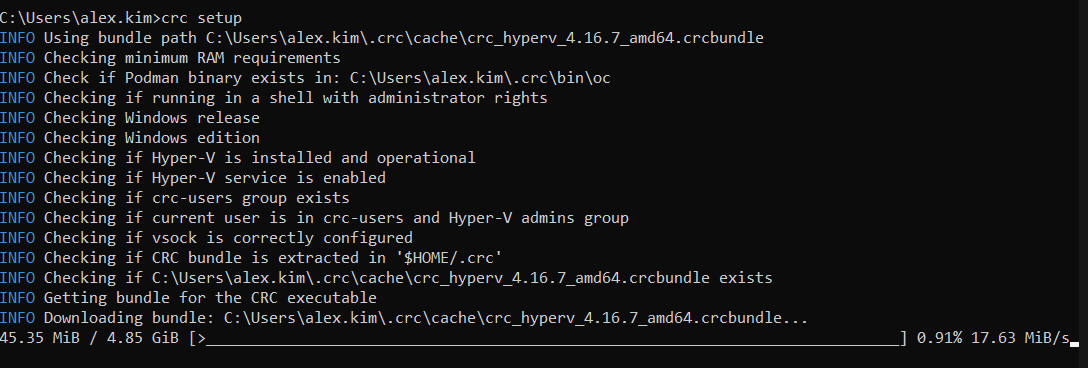 C:\Users\alex.kim>crc setup
INFO Using bundle path C:\Users\alex.kim\.crc\cache\crc_hyperv_4.16.7_amd64.crcbundle
INFO Checking minimum RAM requirements
INFO Check if Podman binary exists in: C:\Users\alex.kim\.crc\bin\oc
INFO Checking if running in a shell with administrator rights
INFO Checking Windows release
INFO Checking Windows edition
INFO Checking if Hyper-V is installed and operational
INFO Checking if Hyper-V service is enabled
INFO Checking if crc-users group exists
INFO Checking if current user is in crc-users and Hyper-V admins group
INFO Checking if vsock is correctly configured
INFO Checking if CRC bundle is extracted in '$HOME/.crc'
INFO Checking if C:\Users\alex.kim\.crc\cache\crc_hyperv_4.16.7_amd64.crcbundle exists
INFO Getting bundle for the CRC executable
INFO Downloading bundle: C:\Users\alex.kim\.crc\cache\crc_hyperv_4.16.7_amd64.crcbundle...
45.35 MiB / 4.85 GiB [>_____________________________________________________________________________] 0.91% 17.63 MiB/s